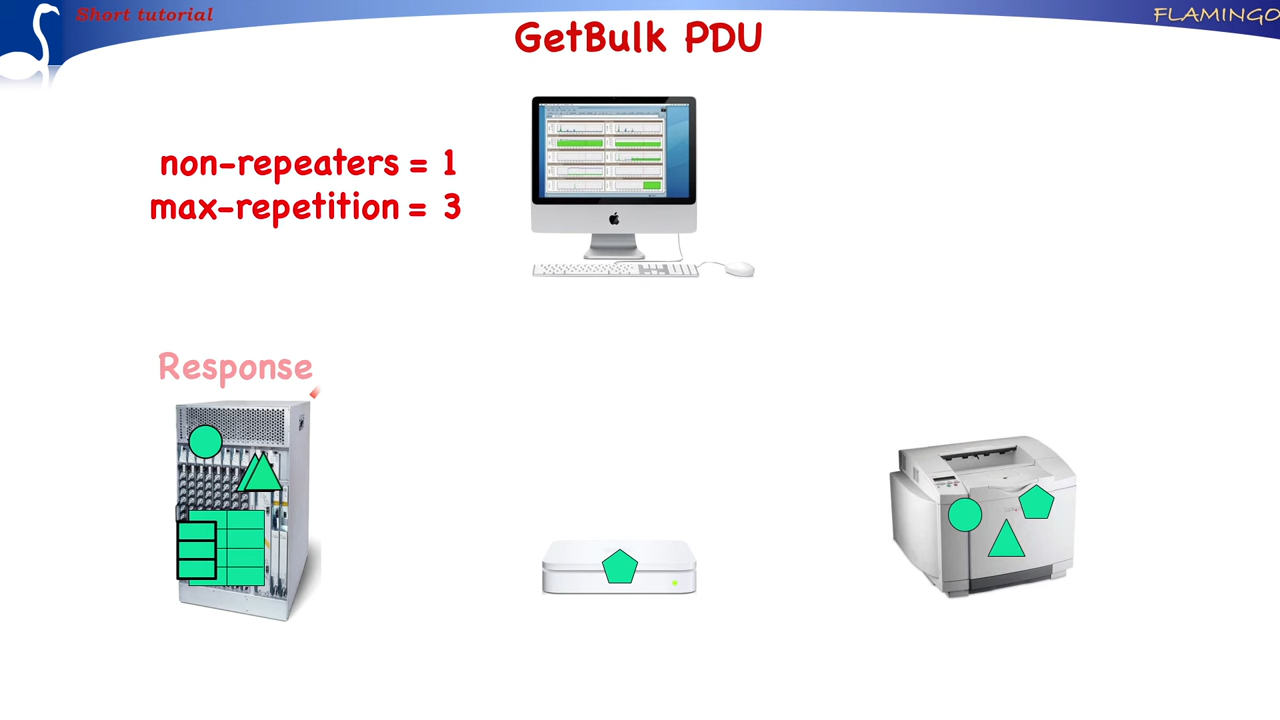 Short tutorial
FLAMINGO
GetBulk PDU
non-repeaters = 1
max-repetition = 3
Response